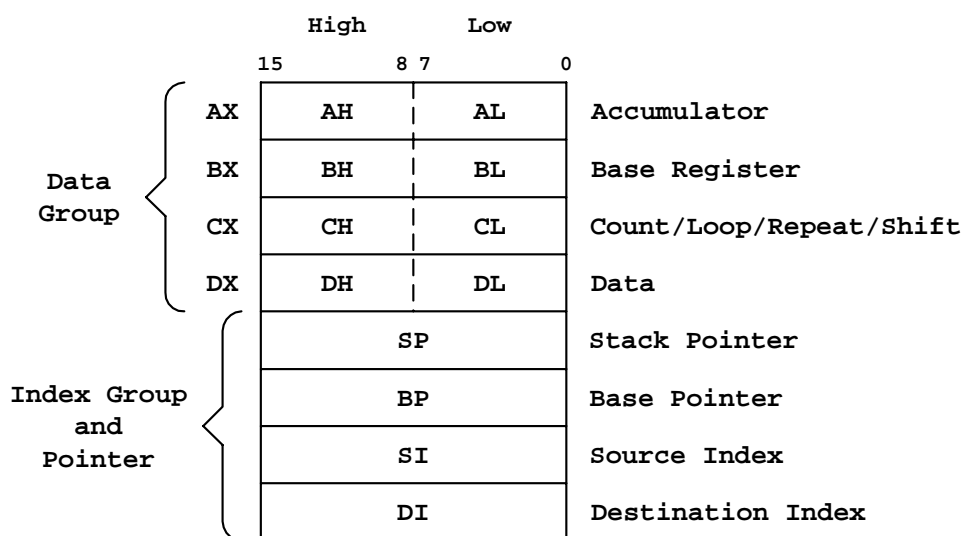 High Low
15 8 7 0
AX AH AL Accumulator
BX BH BL Base Register
Data
Group
CX CH CL Count/Loop/Repeat/Shift
DX DH DL Data
SP Stack Pointer
Index Group
and
Pointer
BP Base Pointer
SI Source Index
DI Destination Index